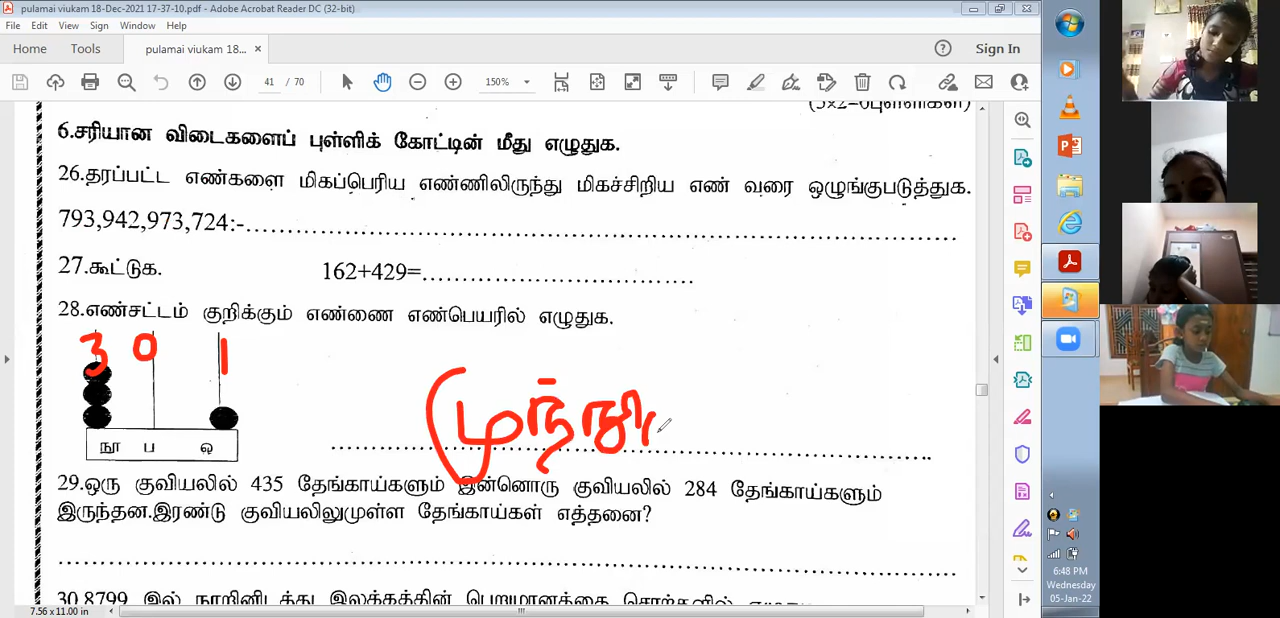 pulamai viukam 18-Dec-2021 17-37-10.pdf - Adobe Acrobat Reader DC (32-bit)
File Edit View Sign Window Help
Home Tools pulamai viukam 18... × Sign In
41 / 70 150%
6.சரியான விடைகளைப் புள்ளிக் கோட்டின் மீது எழுதுக.
26.தரப்பட்ட எண்களை மிகப்பெரிய எண்ணிலிருந்து மிகச்சிறிய எண் வரை ஒழுங்குபடுத்துக.
793,942,973,724:-
27.கூட்டுக. 162+429=
28.எண்சட்டம் குறிக்கும் எண்ணை எண்பெயரில் எழுதுக.
3 0 1
நூ ப ஒ
29.ஒரு குவியலில் 435 தேங்காய்களும் இன்னொரு குவியலில் 284 தேங்காய்களும்
இருந்தன.இரண்டு குவியலிலுமுள்ள தேங்காய்கள் எத்தனை?
30.8799 இல்
7.56 x 11.00 in
6:48 PM
Wednesday
05-Jan-22